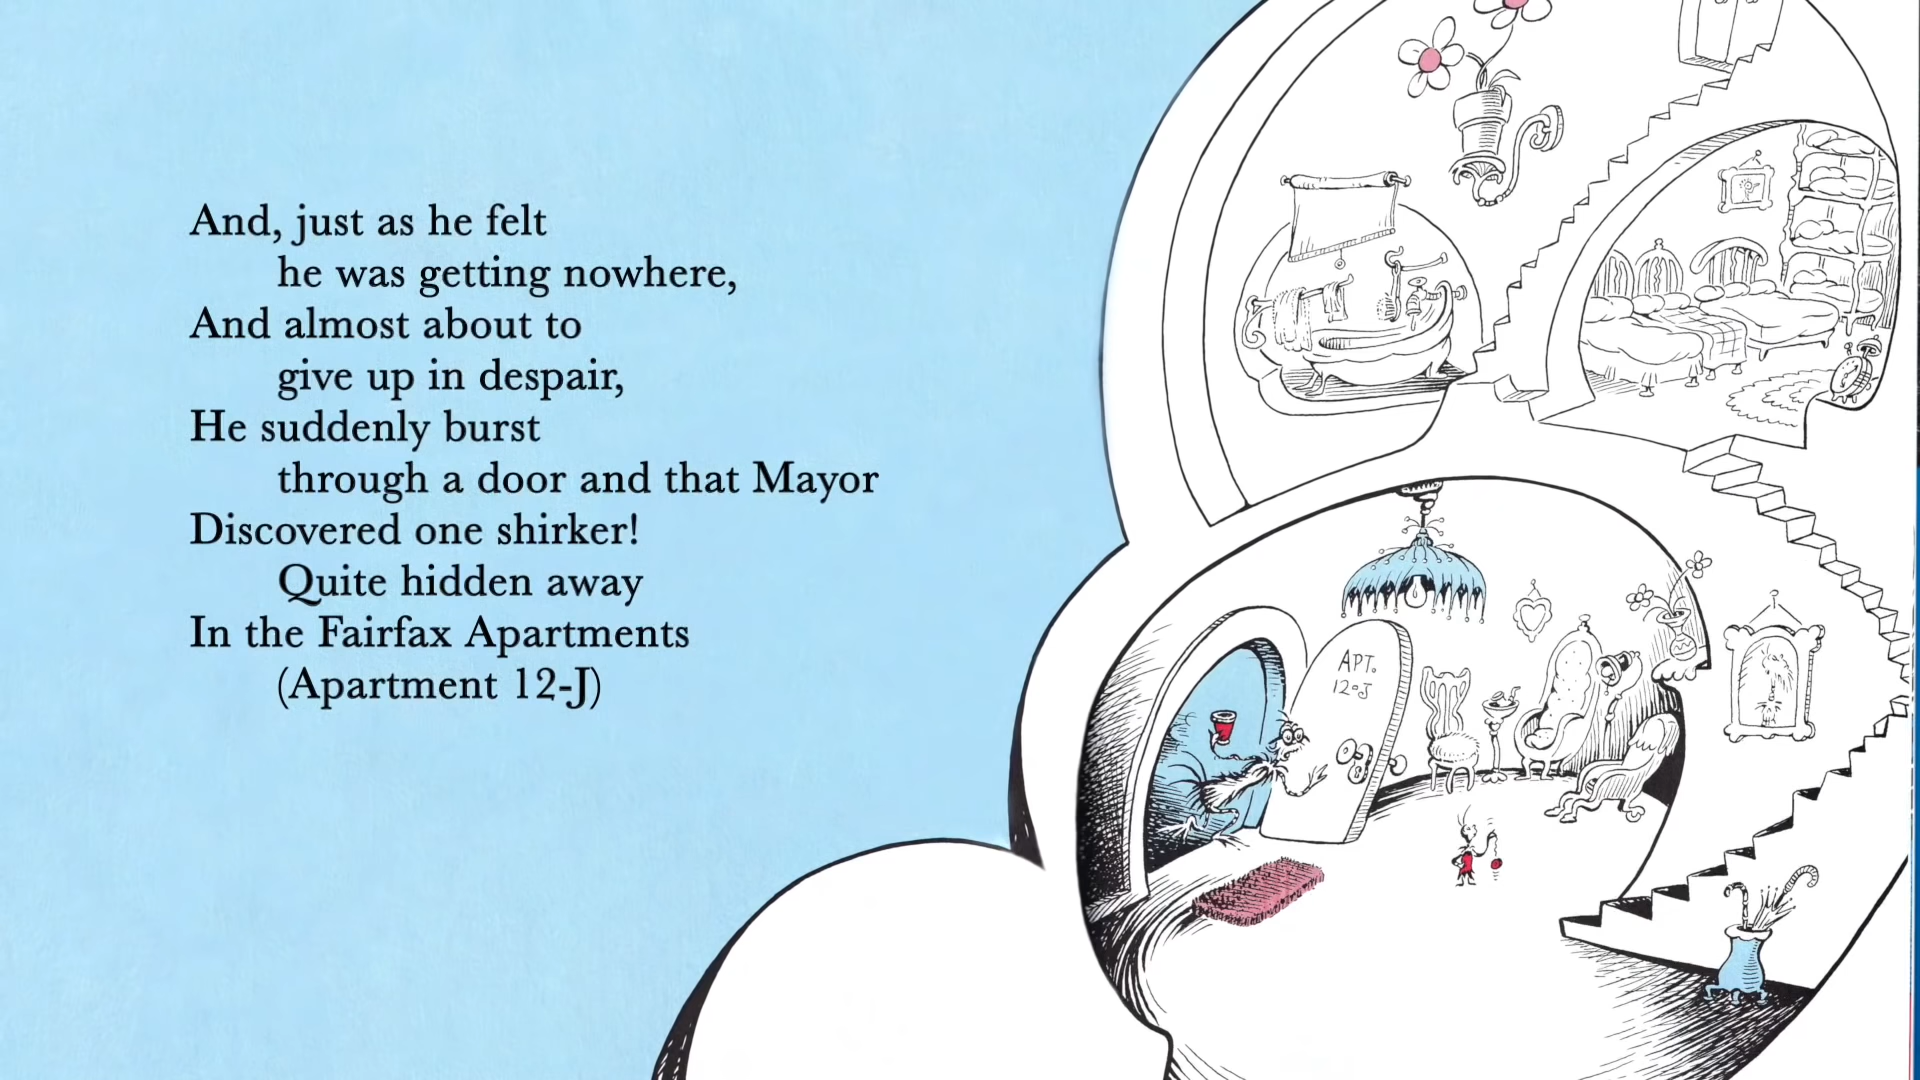 And, just as he felt
he was getting nowhere,
And almost about to
give up in despair,
He suddenly burst
through a door and that Mayor
Discovered one shirker!
Quite hidden away
In the Fairfax Apartments
(Apartment 12-J)
APT.
12-J